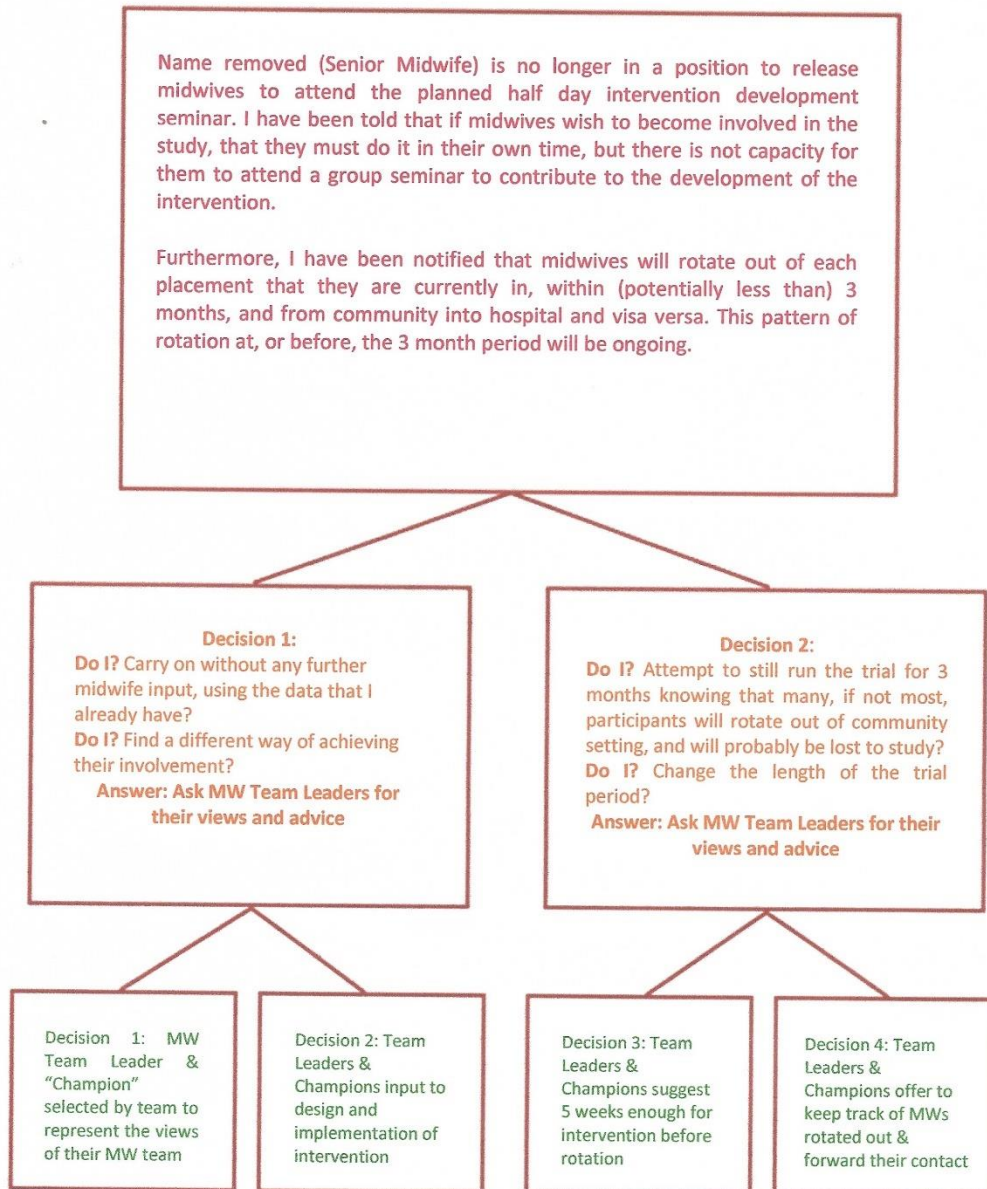 Name removed (Senior Midwife) is no longer in a position to release
midwives to attend the planned half day intervention development
seminar. I have been told that if midwives wish to become involved in the
study, that they must do it in their own time, but there is not capacity for
them to attend a group seminar to contribute to the development of the
intervention.
Furthermore, I have been notified that midwives will rotate out of each
placement that they are currently in, within (potentially less than) 3
months, and from community into hospital and visa versa. This pattern of
rotation at, or before, the 3 month period will be ongoing.
Decision 1:
Do I? Carry on without any further
midwife input, using the data that I
already have?
Do I? Find a different way of achieving
their involvement?
Answer: Ask MW Team Leaders for
their views and advice
Decision 2:
Do I? Attempt to still run the trial for 3
months knowing that many, if not most,
participants will rotate out of community
setting, and will probably be lost to study?
Do I? Change the length of the trial
period?
Answer: Ask MW Team Leaders for their
views and advice
Decision 1: MW
Team Leader &
“Champion”
selected by team to
represent the views
of their MW team
Decision 2: Team
Leaders &
Champions input to
design and
implementation of
intervention
Decision 3: Team
Leaders &
Champions suggest
5 weeks enough for
intervention before
rotation
Decision 4: Team
Leaders &
Champions offer to
keep track of MWs
rotated out &
forward their contact